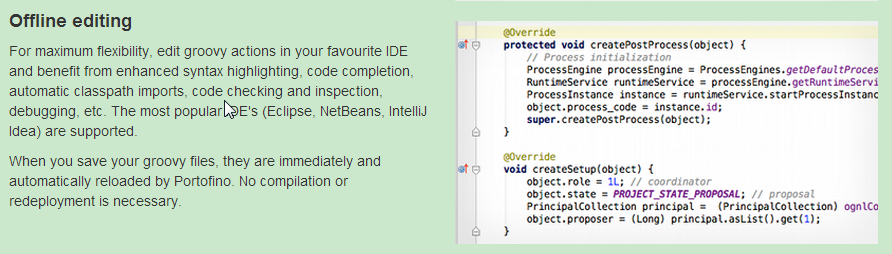 Offline editing
For maximum flexibility, edit groovy actions in your favourite IDE
and benefit from enhanced syntax highlighting, code completion,
automatic classpath imports, code checking and inspection,
debugging, etc. The most popular IDE's (Eclipse, NetBeans, IntelliJ
Idea) are supported.
When you save your groovy files, they are immediately and
automatically reloaded by Portofino. No compilation or
redeployment is necessary.
@Override
protected void createPostProcess(object) {
// Process initialization
ProcessEngine processEngine = ProcessEngines.getDefaultProces
RuntimeService runtimeService = processEngine.getRuntimeServi
ProcessInstance instance = runtimeService.startProcessInstanc
object.process_code = instance.id;
super.createPostProcess(object);
}
@Override
void createSetup(object) {
object.role = 1L; // coordinator
object.state = PROJECT_STATE_PROPOSAL; // proposal
PrincipalCollection principal = (PrincipalCollection) ognlCo
object.proposer = (Long) principal.asList().get(1);
}